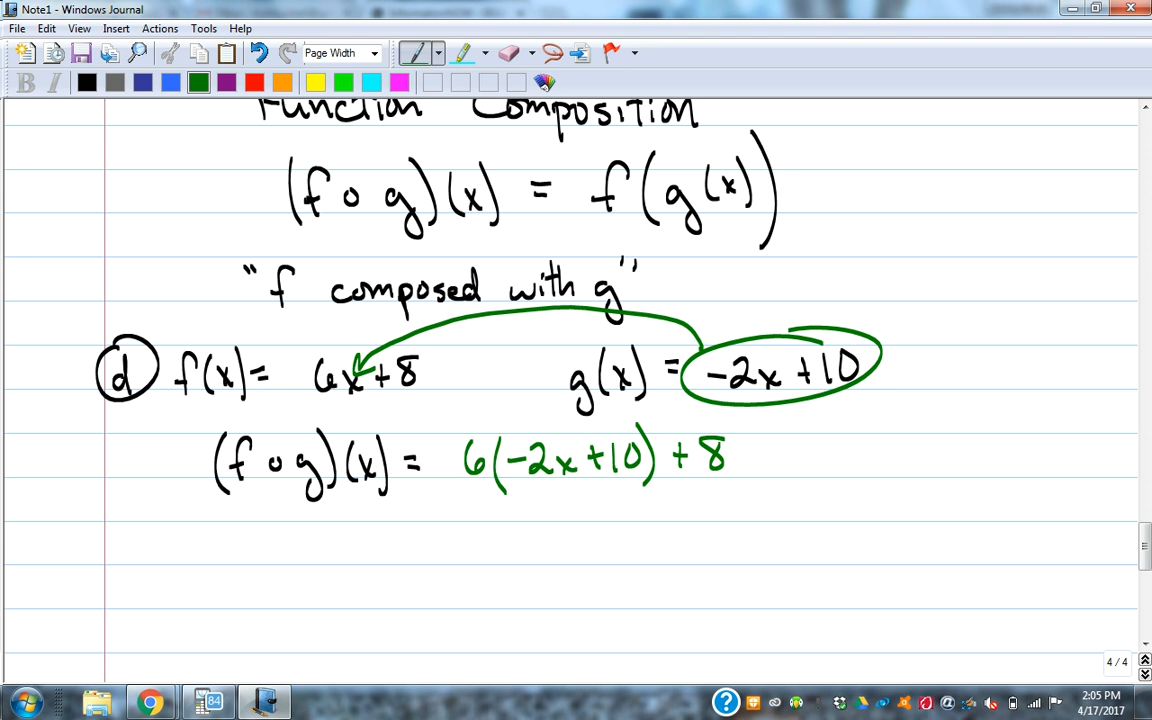 Note1 - Windows Journal
File Edit View Insert Actions Tools Help
Page Width
B I
Function Composition
(f o g)(x) = f(g(x))
"f composed with g"
d f(x)= 6x+8 g(x) = -2x +10
(f o g)(x) = 6(-2x+10) + 8
4 / 4
84
2:05 PM
4/17/2017